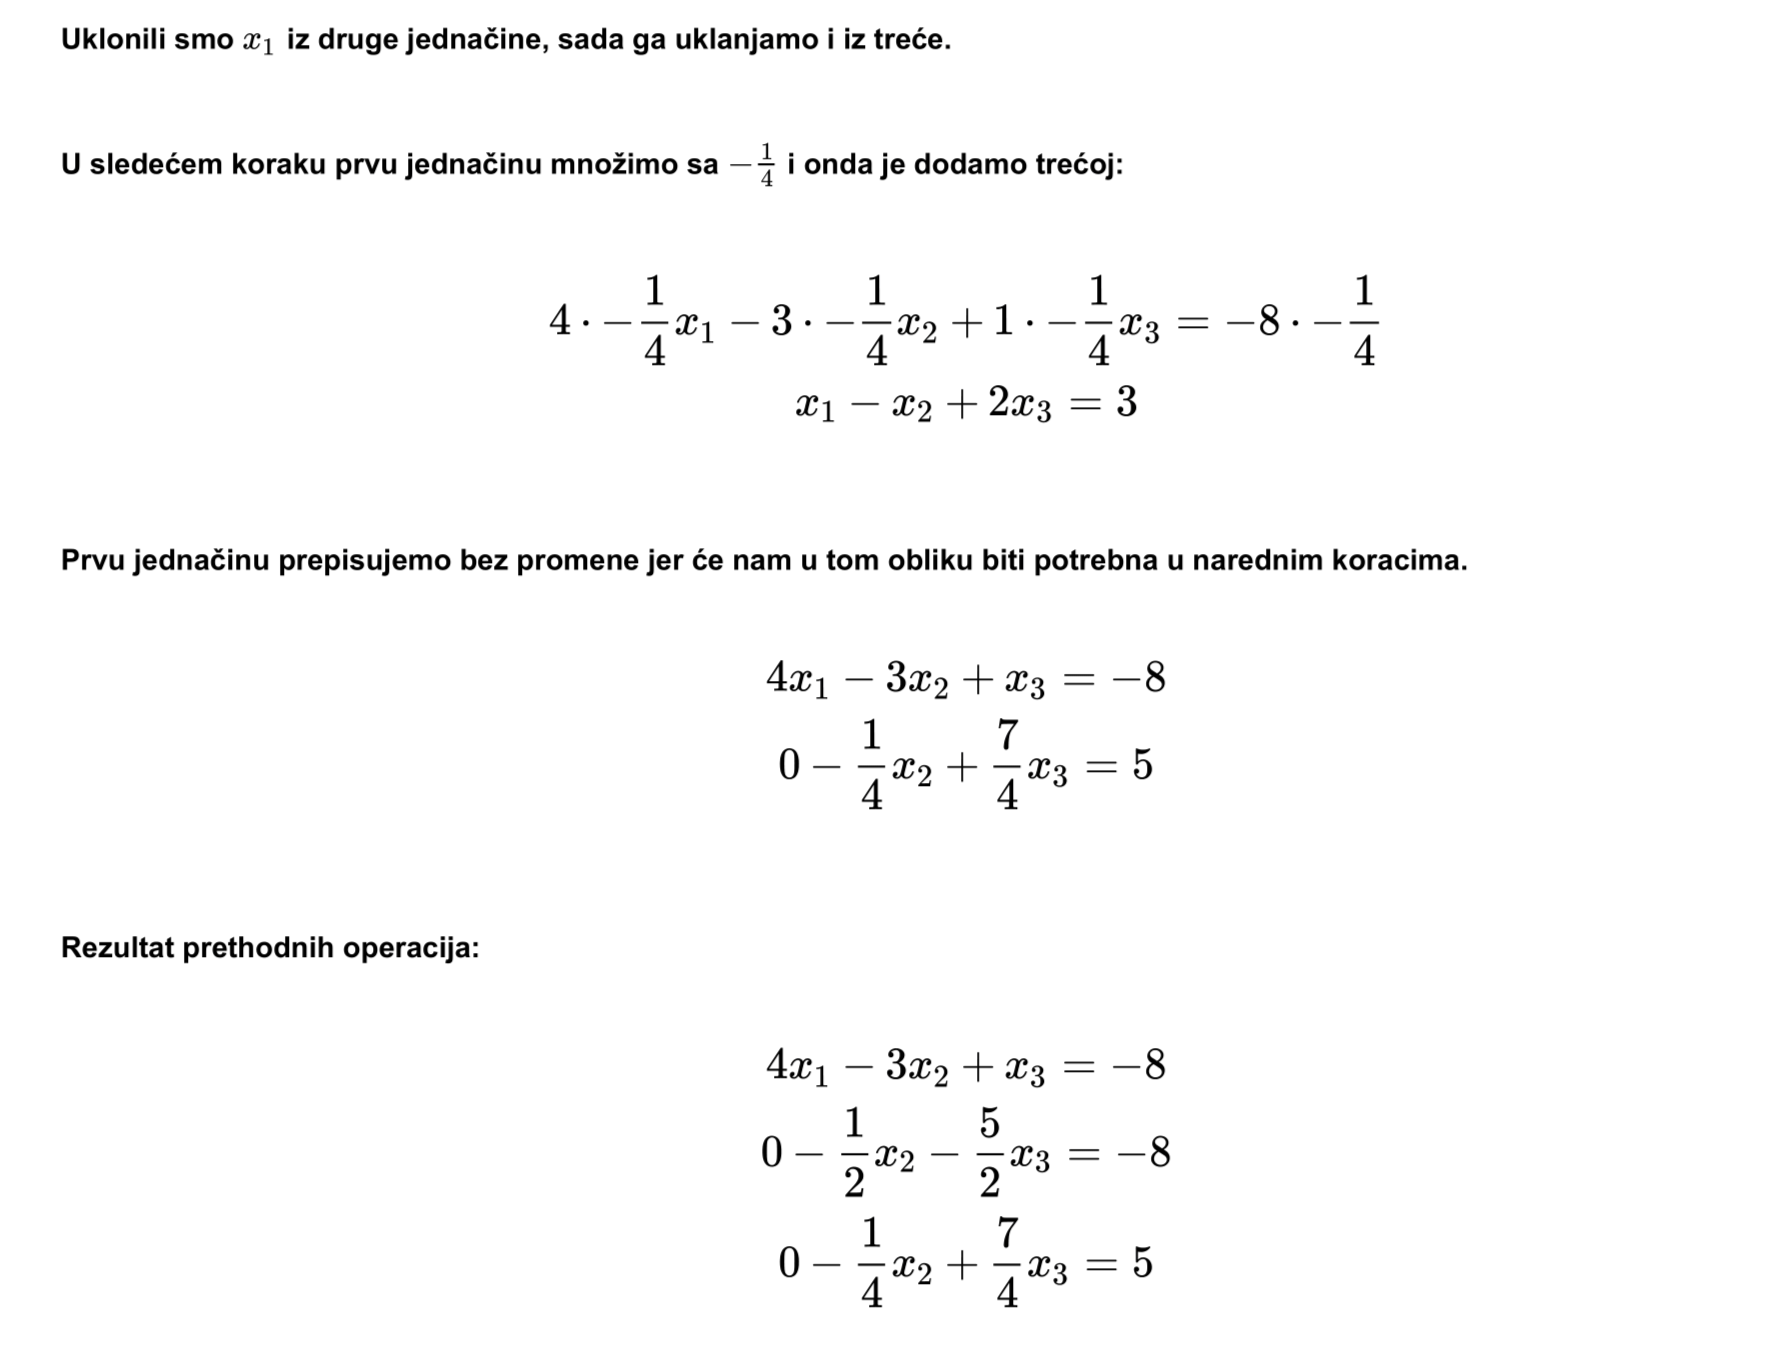 Uklonili smo x₁ iz druge jednačine, sada ga uklanjamo i iz treće.
U sledećem koraku prvu jednačinu množimo sa −1/4 i onda je dodamo trećoj:
4 · −1/4 x₁ − 3 · −1/4 x₂ + 1 · −1/4 x₃ = −8 · −1/4
x₁ − x₂ + 2x₃ = 3
Prvu jednačinu prepisujemo bez promene jer će nam u tom obliku biti potrebna u narednim koracima.
4x₁ − 3x₂ + x₃ = −8
0 − 1/4 x₂ + 7/4 x₃ = 5
Rezultat prethodnih operacija:
4x₁ − 3x₂ + x₃ = −8
0 − 1/2 x₂ − 5/2 x₃ = −8
0 − 1/4 x₂ + 7/4 x₃ = 5